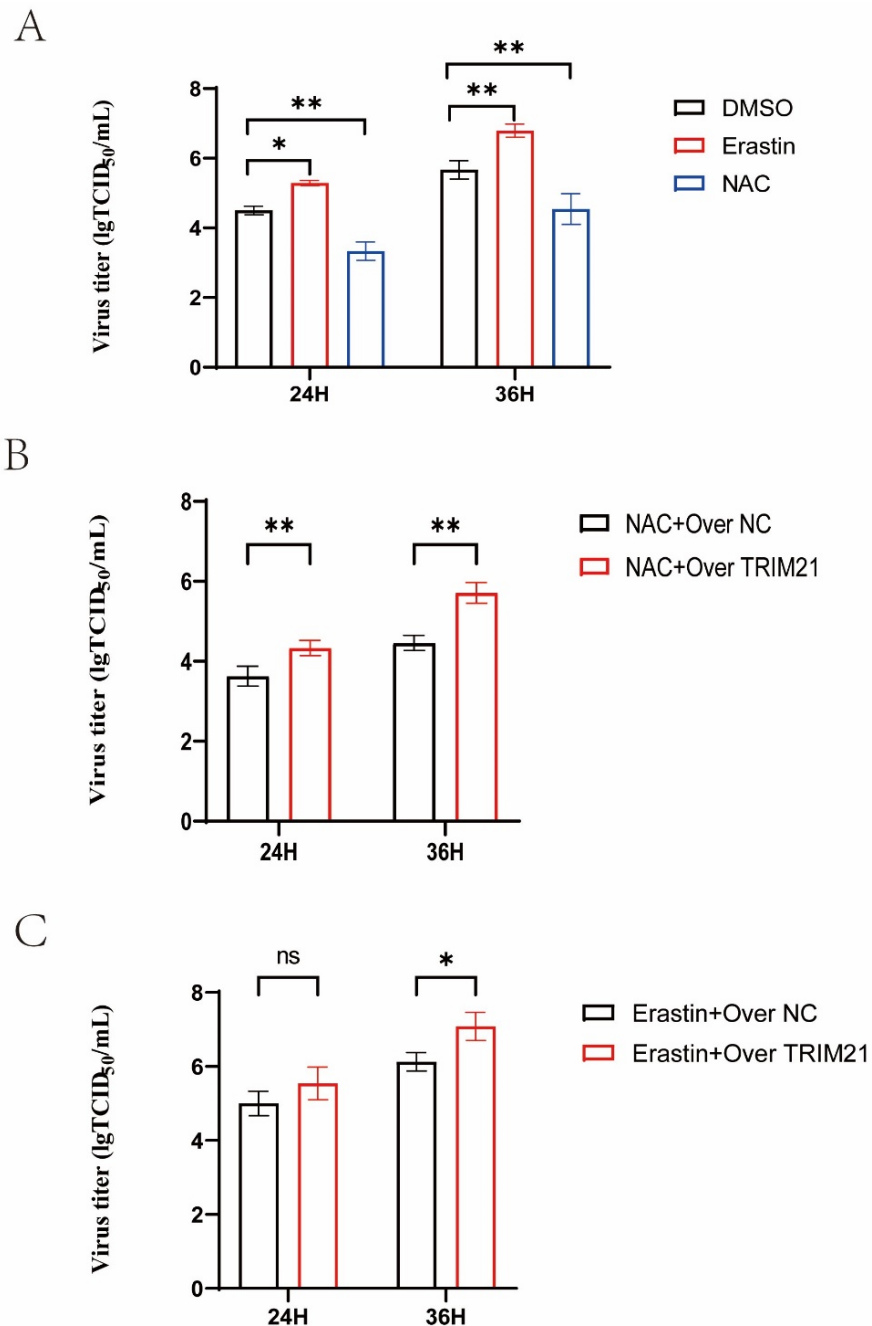 A
**
**
**
*
8
6
4
2
0
Virus titer (lgTCID50/mL)
24H
36H
DMSO
Erastin
NAC
B
**
**
8
6
4
2
0
Virus titer (lgTCID50/mL)
24H
36H
NAC+Over NC
NAC+Over TRIM21
C
ns
*
8
6
4
2
0
Virus titer (lgTCID50/mL)
24H
36H
Erastin+Over NC
Erastin+Over TRIM21